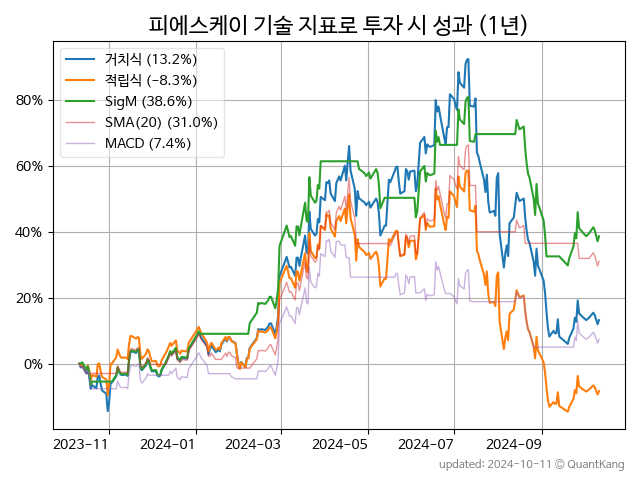 피에스케이 기술 지표로 투자 시 성과 (1년)
거치식 (13.2%)
적립식 (-8.3%)
SigM (38.6%)
SMA(20) (31.0%)
MACD (7.4%)
80%
60%
40%
20%
0%
2023-11 2024-01 2024-03 2024-05 2024-07 2024-09
updated: 2024-10-11 © QuantKang